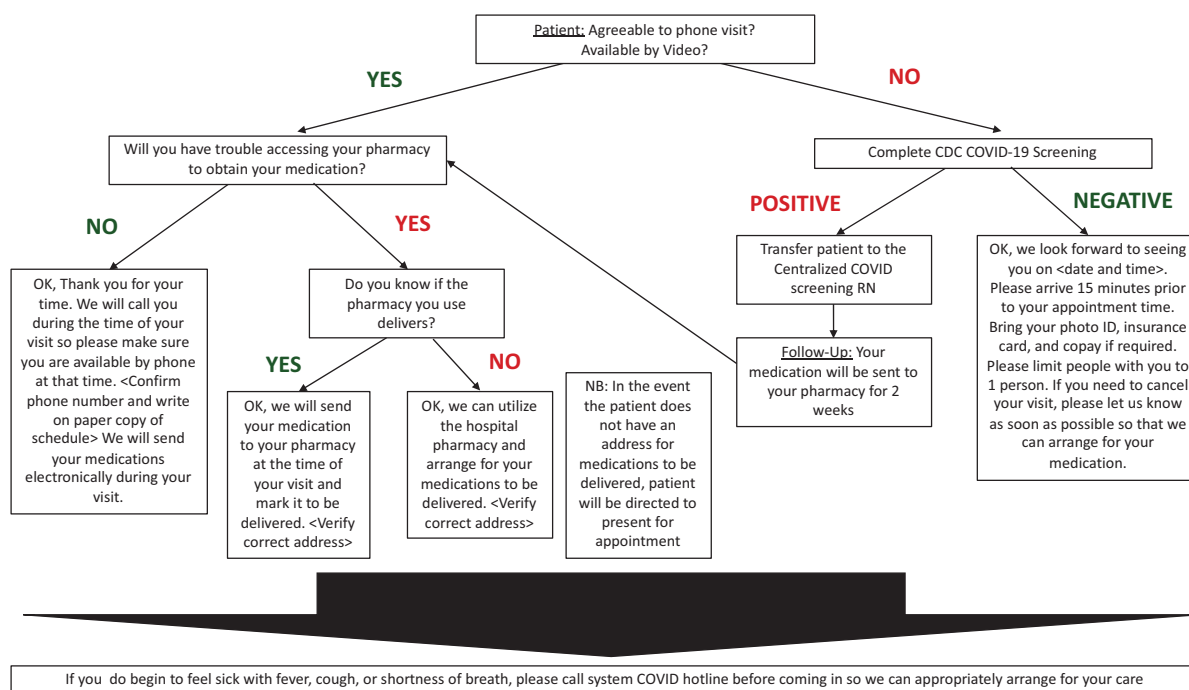 Patient: Agreeable to phone visit?
Available by Video?
YES
NO
Will you have trouble accessing your pharmacy
to obtain your medication?
Complete CDC COVID-19 Screening
NO
YES
POSITIVE
NEGATIVE
OK, Thank you for your
time. We will call you
during the time of your
visit so please make sure
you are available by phone
at that time. <Confirm
phone number and write
on paper copy of
schedule> We will send
your medications
electronically during your
visit.
Do you know if the
pharmacy you use
delivers?
YES
NO
OK, we will send
your medication
to your pharmacy
at the time of
your visit and
mark it to be
delivered. <Verify
correct address>
OK, we can utilize
the hospital
pharmacy and
arrange for your
medications to be
delivered. <Verify
correct address>
NB: In the event
the patient does
not have an
address for
medications to be
delivered, patient
will be directed to
present for
appointment
Transfer patient to the
Centralized COVID
screening RN
Follow-Up: Your
medication will be sent to
your pharmacy for 2
weeks
OK, we look forward to seeing
you on <date and time>.
Please arrive 15 minutes prior
to your appointment time.
Bring your photo ID, insurance
card, and copay if required.
Please limit people with you to
1 person. If you need to cancel
your visit, please let us know
as soon as possible so that we
can arrange for your
medication.
If you do begin to feel sick with fever, cough, or shortness of breath, please call system COVID hotline before coming in so we can appropriately arrange for your care